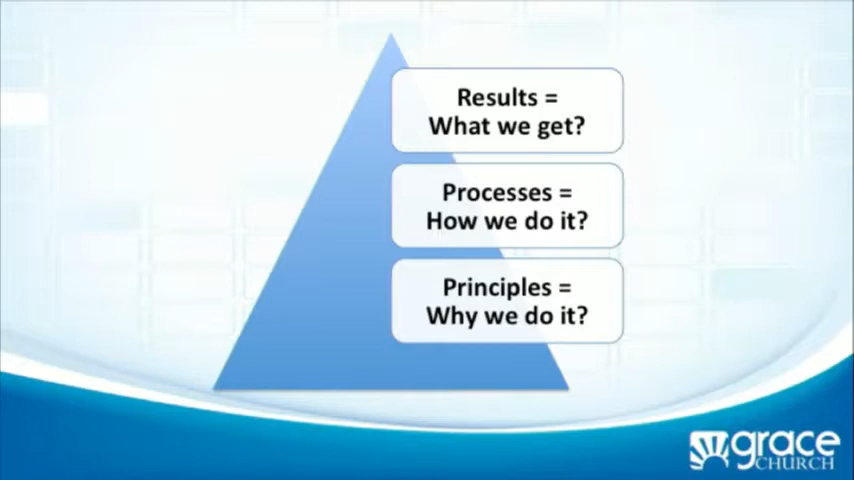 Results =
What we get?
Processes =
How we do it?
Principles =
Why we do it?
grace
CHURCH